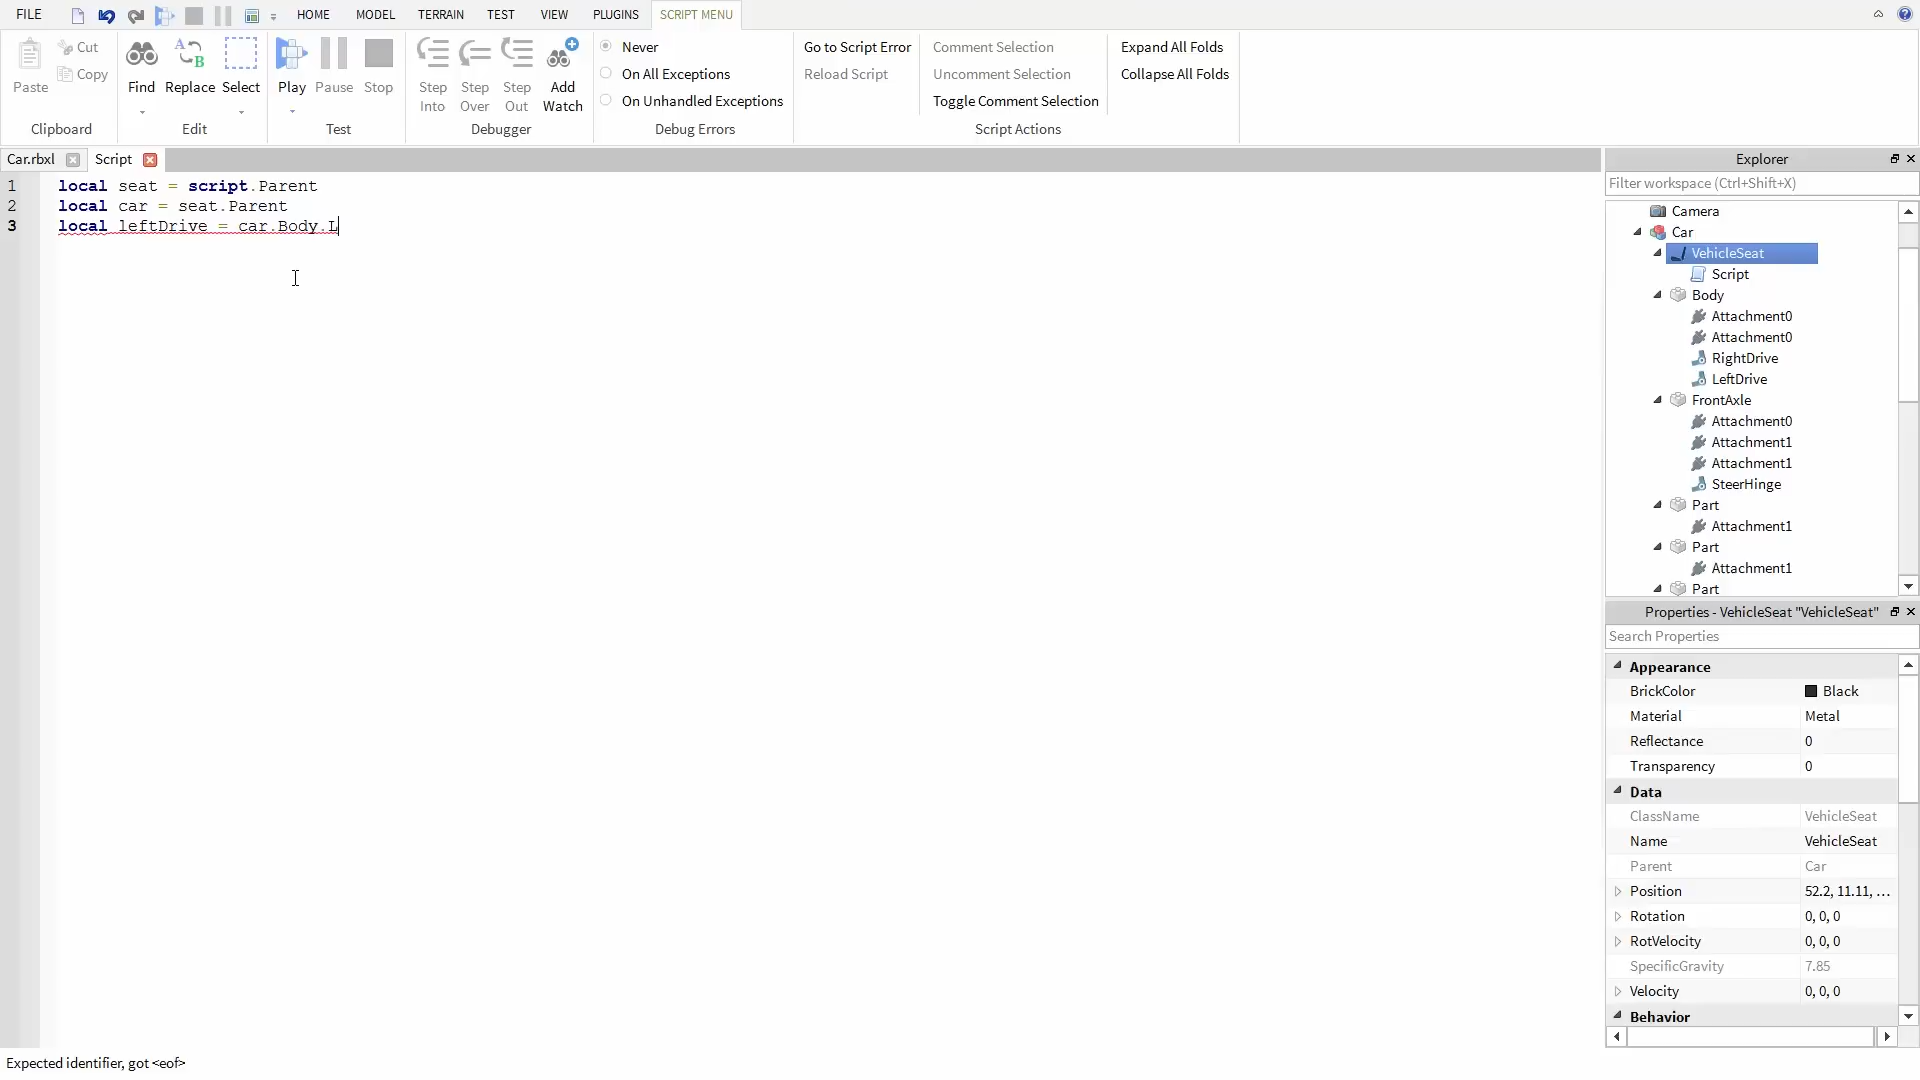 FILE
HOME
MODEL
TERRAIN
TEST
VIEW
PLUGINS
SCRIPT MENU
Paste
Cut
Copy
Clipboard
Find
Replace
Select
Edit
Play
Pause
Stop
Test
Step Into
Step Over
Step Out
Add Watch
Debugger
Never
On All Exceptions
On Unhandled Exceptions
Debug Errors
Go to Script Error
Reload Script
Comment Selection
Uncomment Selection
Toggle Comment Selection
Script Actions
Expand All Folds
Collapse All Folds
Car.rbxl
Script
1 local seat = script.Parent
2 local car = seat.Parent
3 local leftDrive = car.Body.L
Explorer
Filter workspace (Ctrl+Shift+X)
Camera
Car
VehicleSeat
Script
Body
Attachment0
Attachment0
RightDrive
LeftDrive
FrontAxle
Attachment0
Attachment1
Attachment1
SteerHinge
Part
Attachment1
Part
Attachment1
Part
Properties - VehicleSeat "VehicleSeat"
Search Properties
Appearance
BrickColor Black
Material Metal
Reflectance 0
Transparency 0
Data
ClassName VehicleSeat
Name VehicleSeat
Parent Car
Position 52.2, 11.11, ...
Rotation 0, 0, 0
RotVelocity 0, 0, 0
SpecificGravity 7.85
Velocity 0, 0, 0
Behavior
Expected identifier, got <eof>